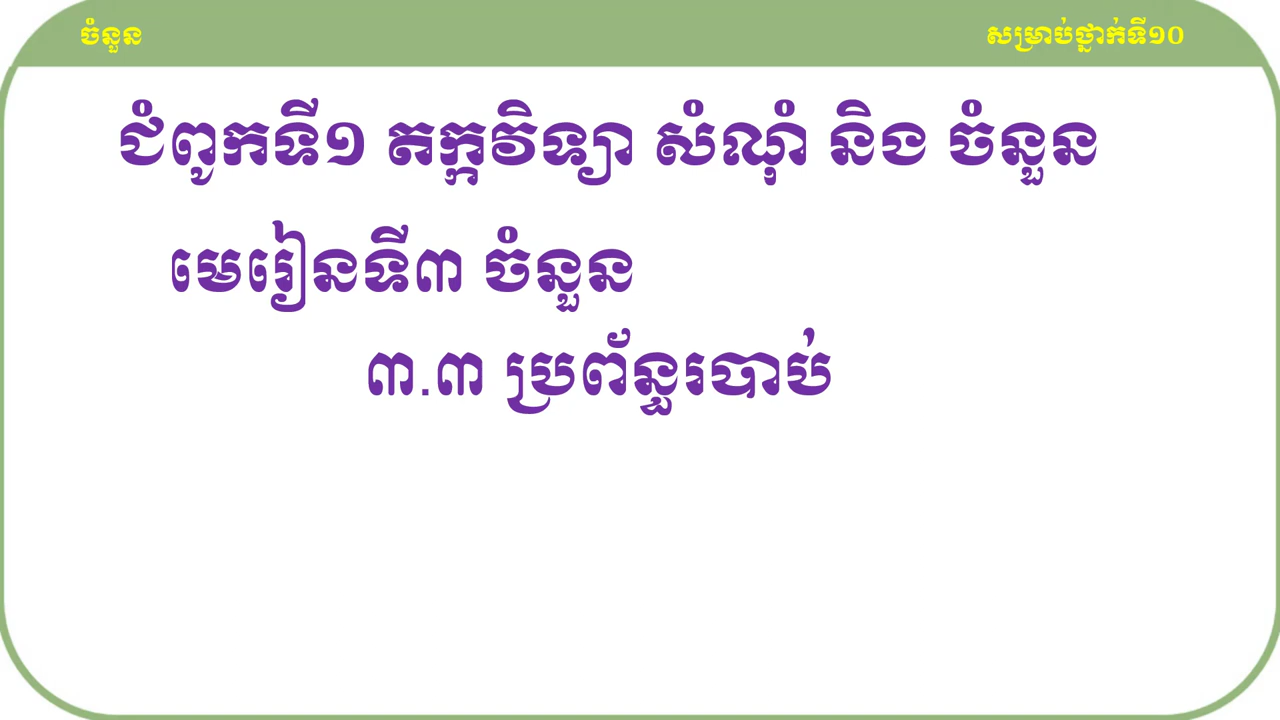 ចំនួន សម្រាប់ថ្នាក់ទី១០
ជំពូកទី១ តក្កវិទ្យា សំណុំ និង ចំនួន
មេរៀនទី៣ ចំនួន
៣.៣ ប្រព័ន្ធរបាប់